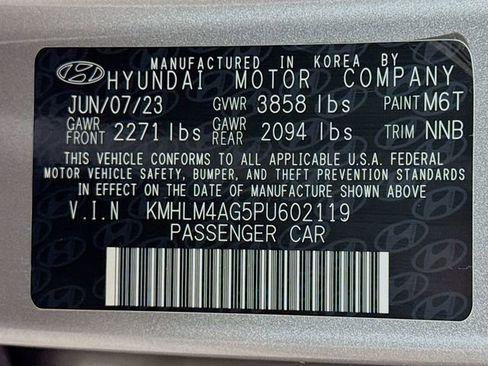 MANUFACTURED IN KOREA BY
HYUNDAI MOTOR COMPANY
JUN/07/23 GVWR 3858 lbs PAINT M6T
GAWR FRONT 2271 lbs GAWR REAR 2094 lbs TRIM NNB
THIS VEHICLE CONFORMS TO ALL APPLICABLE U.S.A. FEDERAL
MOTOR VEHICLE SAFETY, BUMPER, AND THEFT PREVENTION STANDARDS
IN EFFECT ON THE DATE OF MANUFACTURE SHOWN ABOVE.
V.I.N KMHLM4AG5PU602119
PASSENGER CAR